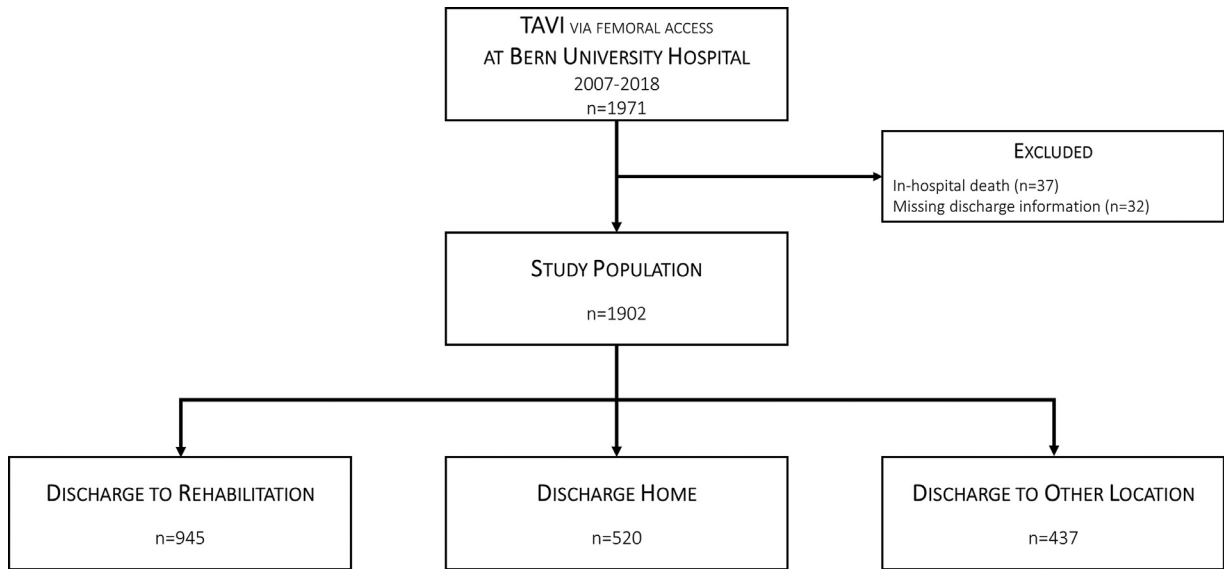 TAVI VIA FEMORAL ACCESS
AT BERN UNIVERSITY HOSPITAL
2007-2018
n=1971
EXCLUDED
In-hospital death (n=37)
Missing discharge information (n=32)
STUDY POPULATION
n=1902
DISCHARGE TO REHABILITATION
n=945
DISCHARGE HOME
n=520
DISCHARGE TO OTHER LOCATION
n=437